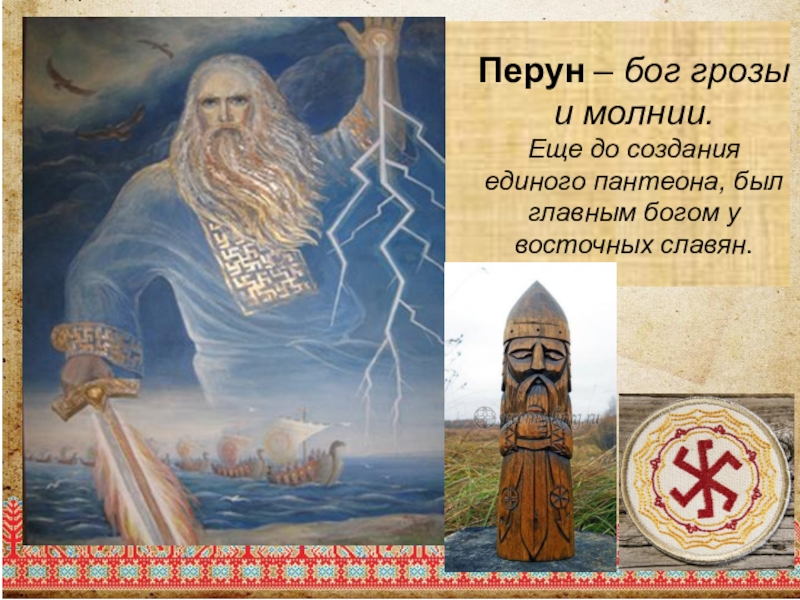 Перун – бог грозы
и молнии.
Еще до создания
единого пантеона, был
главным богом у
восточных славян.